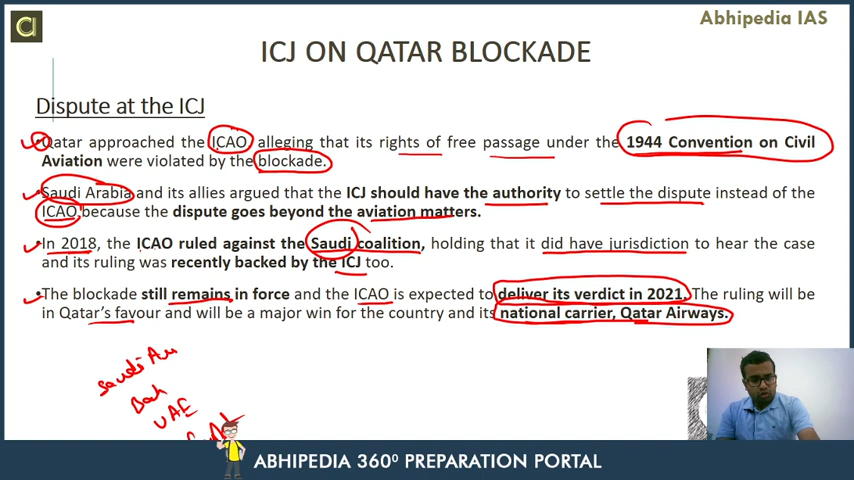 Abhipedia IAS
ICJ ON QATAR BLOCKADE
Dispute at the ICJ
•Qatar approached the ICAO, alleging that its rights of free passage under the 1944 Convention on Civil
Aviation were violated by the blockade.
•Saudi Arabia and its allies argued that the ICJ should have the authority to settle the dispute instead of the
ICAO because the dispute goes beyond the aviation matters.
•In 2018, the ICAO ruled against the Saudi coalition, holding that it did have jurisdiction to hear the case
and its ruling was recently backed by the ICJ too.
•The blockade still remains in force and the ICAO is expected to deliver its verdict in 2021. The ruling will be
in Qatar's favour and will be a major win for the country and its national carrier, Qatar Airways.
Saudi
UAE
ABHIPEDIA 360⁰ PREPARATION PORTAL